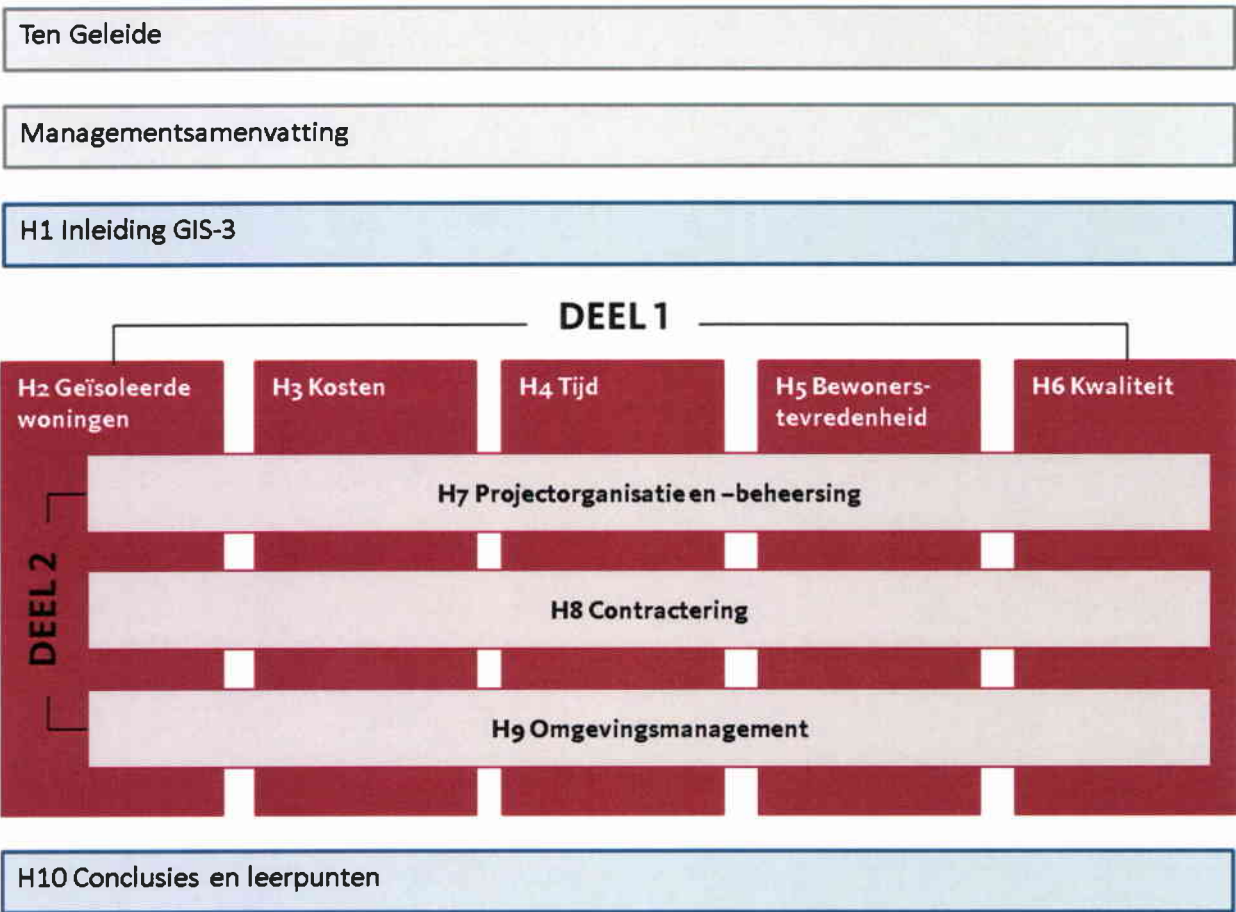 Ten Geleide
Managementsamenvatting
H1 Inleiding GIS-3
DEEL 1
H2 Geïsoleerde
woningen
H3 Kosten
H4 Tijd
H5 Bewoners-
tevredenheid
H6 Kwaliteit
DEEL 2
H7 Projectorganisatie en –beheersing
H8 Contractering
H9 Omgevingsmanagement
H10 Conclusies en leerpunten